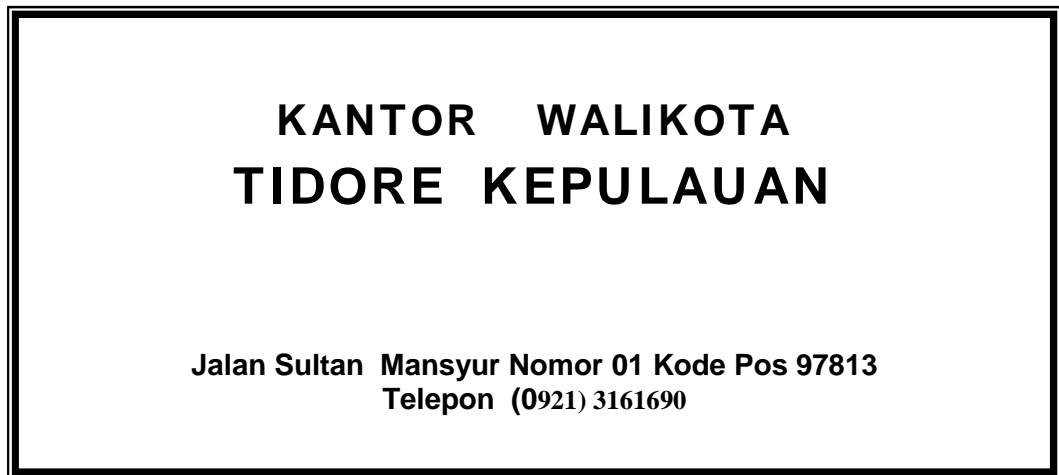 KANTOR WALIKOTA
TIDORE KEPULAUAN
Jalan Sultan Mansyur Nomor 01 Kode Pos 97813
Telepon (0921) 3161690